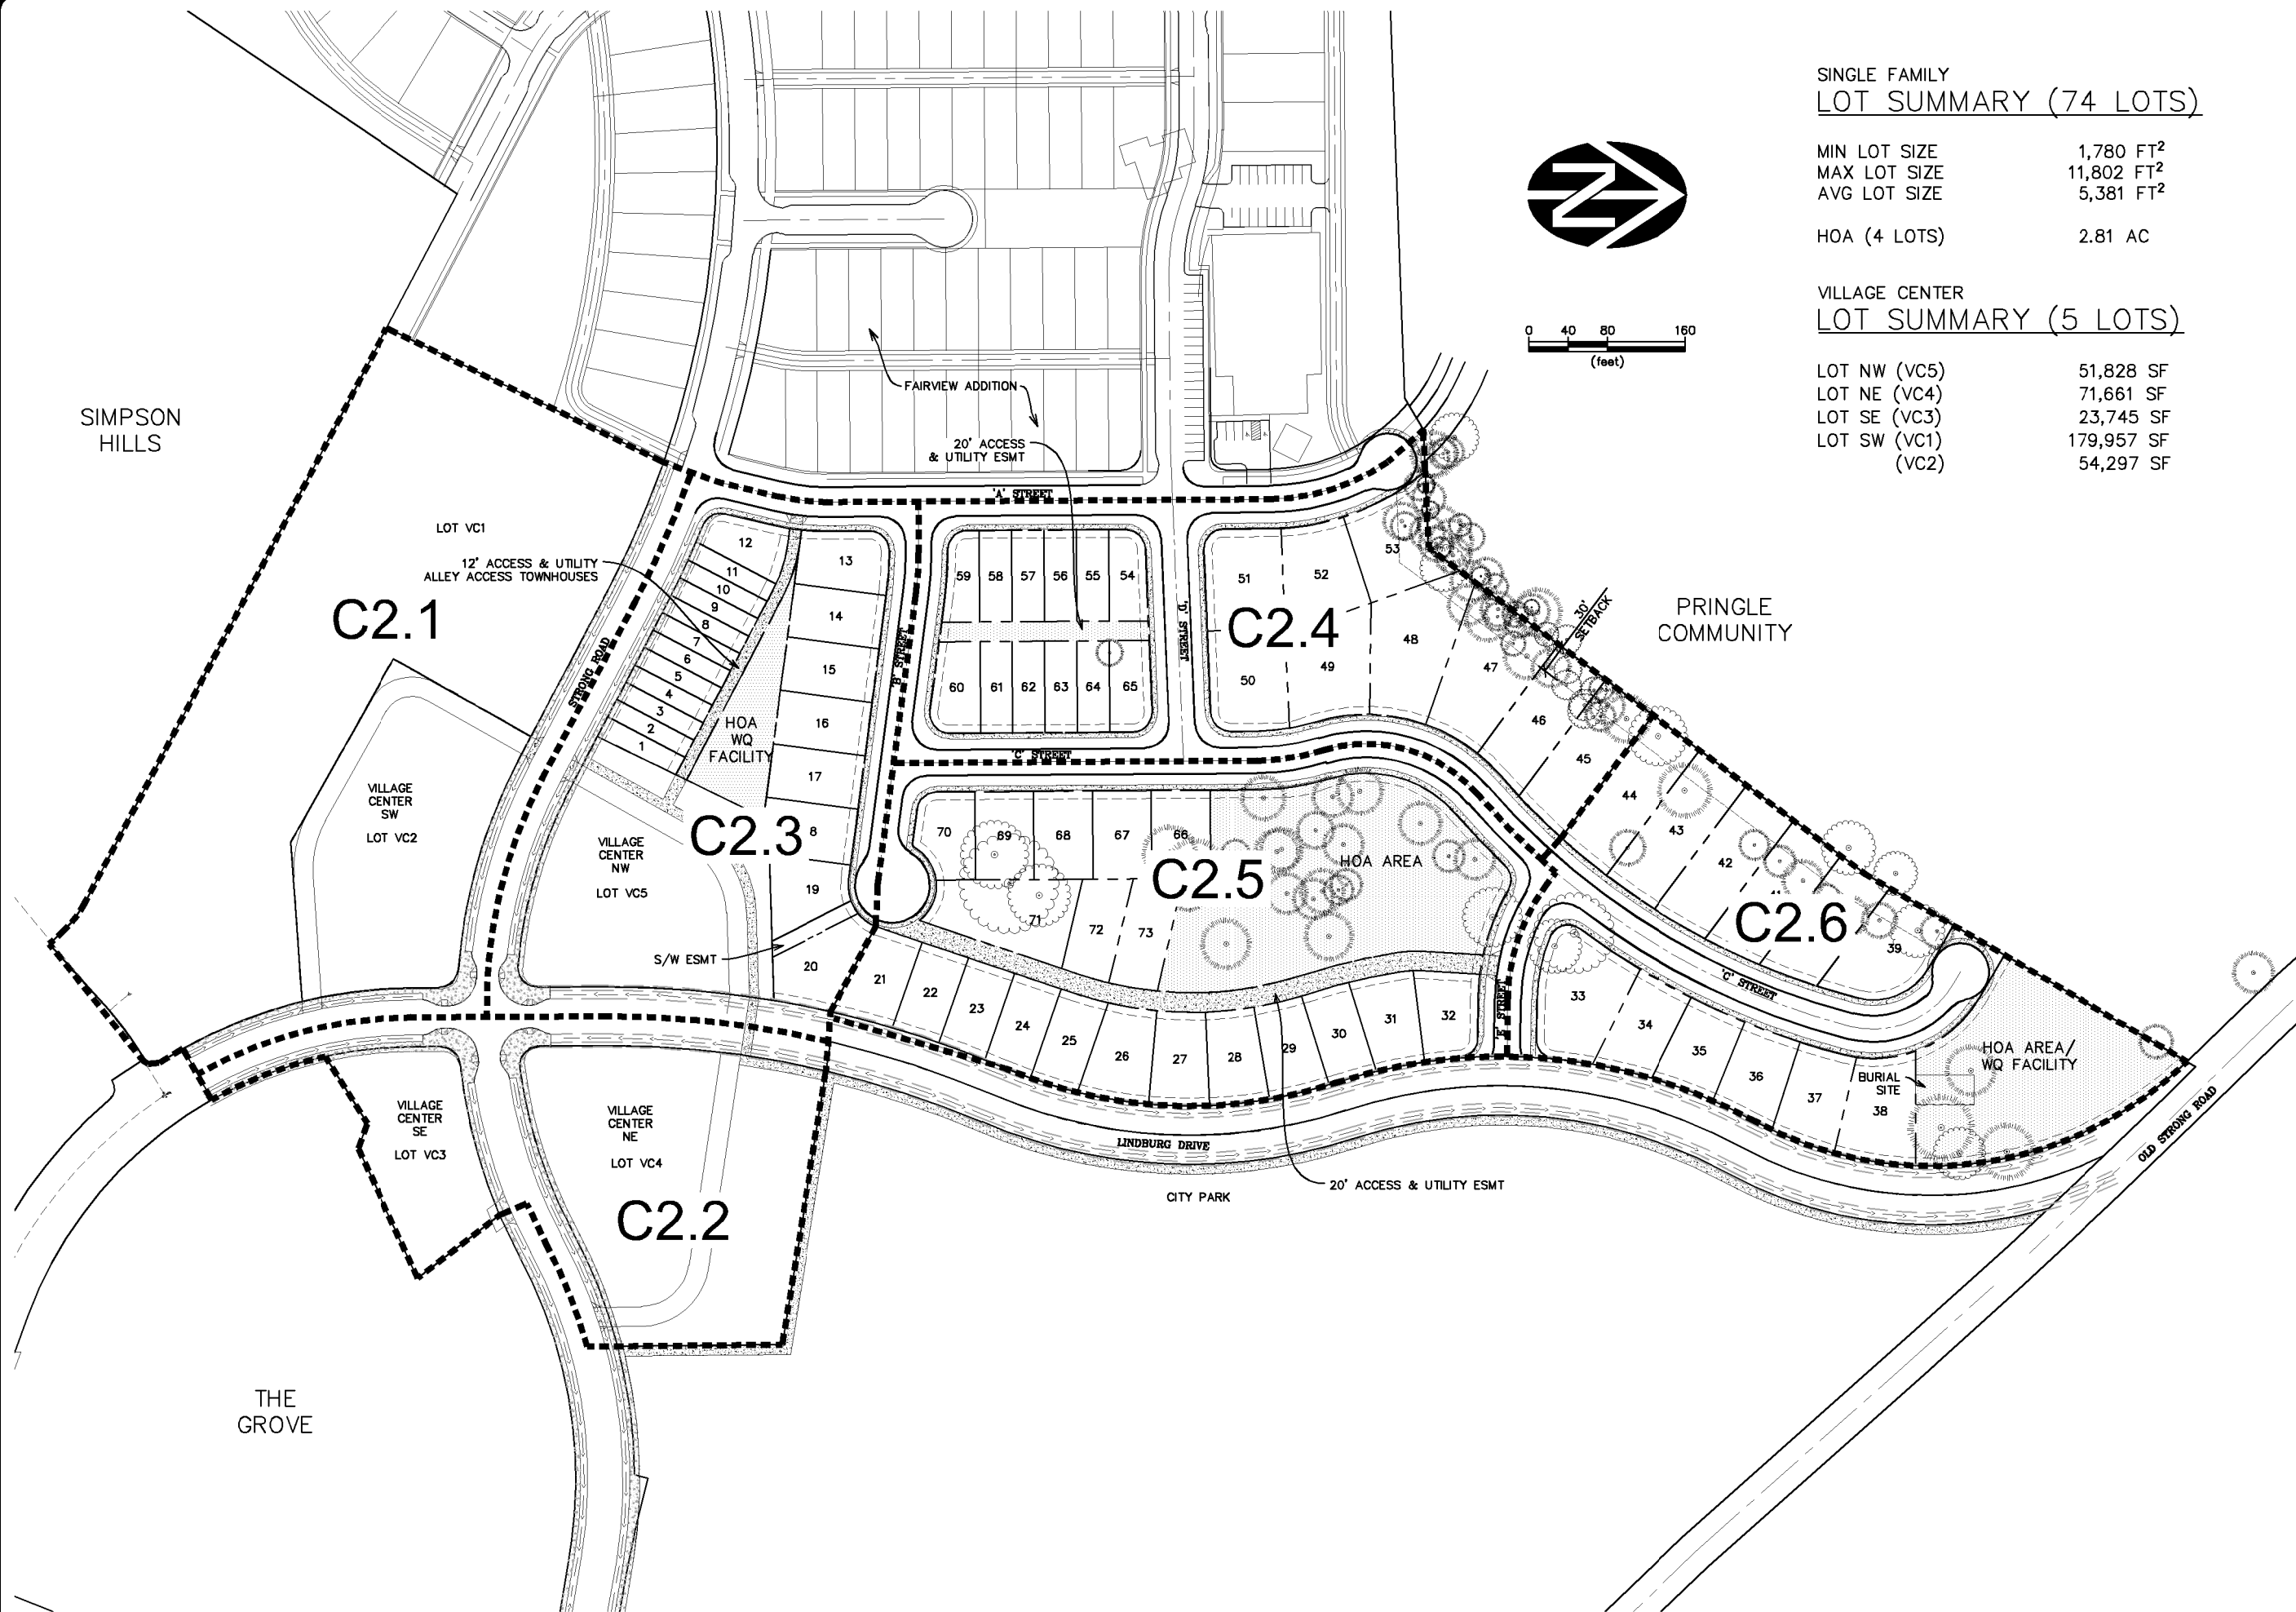 SINGLE FAMILY
LOT SUMMARY (74 LOTS)
MIN LOT SIZE 1,780 FT²
MAX LOT SIZE 11,802 FT²
AVG LOT SIZE 5,381 FT²
HOA (4 LOTS) 2.81 AC
VILLAGE CENTER
LOT SUMMARY (5 LOTS)
LOT NW (VC5) 51,828 SF
LOT NE (VC4) 71,661 SF
LOT SE (VC3) 23,745 SF
LOT SW (VC1) 179,957 SF
(VC2) 54,297 SF
N
0 40 80 160
(feet)
SIMPSON
HILLS
FAIRVIEW ADDITION
20' ACCESS
& UTILITY ESMT
'A' STREET
LOT VC1
12' ACCESS & UTILITY
ALLEY ACCESS TOWNHOUSES
C2.1
STRONG ROAD
12
11
10
9
8
7
6
5
4
3
2
1
HOA
WQ
FACILITY
13
14
15
16
17
8
19
20
'B' STREET
59 58 57 56 55 54
60 61 62 63 64 65
'D' STREET
'C' STREET
51
52
53
C2.4
50
49
48
47
46
45
30'
SETBACK
PRINGLE
COMMUNITY
44
43
42
41
39
C2.6
VILLAGE
CENTER
SW
LOT VC2
VILLAGE
CENTER
NW
LOT VC5
C2.3
S/W ESMT
70 69 68 67 66
71 72 73
C2.5
HOA AREA
21 22 23 24 25 26 27 28 29 30 31 32
'E' STREET
33 34 35 36 37 38
'C' STREET
BURIAL
SITE
HOA AREA/
WQ FACILITY
OLD STRONG ROAD
VILLAGE
CENTER
SE
LOT VC3
VILLAGE
CENTER
NE
LOT VC4
C2.2
LINDBURG DRIVE
20' ACCESS & UTILITY ESMT
CITY PARK
THE
GROVE